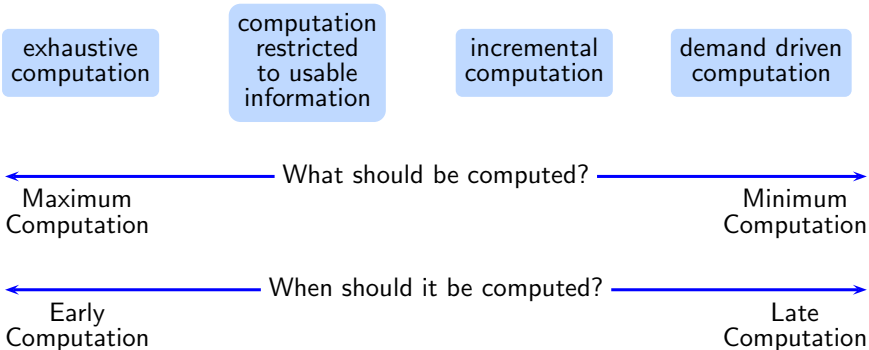 exhaustive
computation
computation
restricted
to usable
information
incremental
computation
demand driven
computation
What should be computed?
Maximum
Computation
Minimum
Computation
When should it be computed?
Early
Computation
Late
Computation